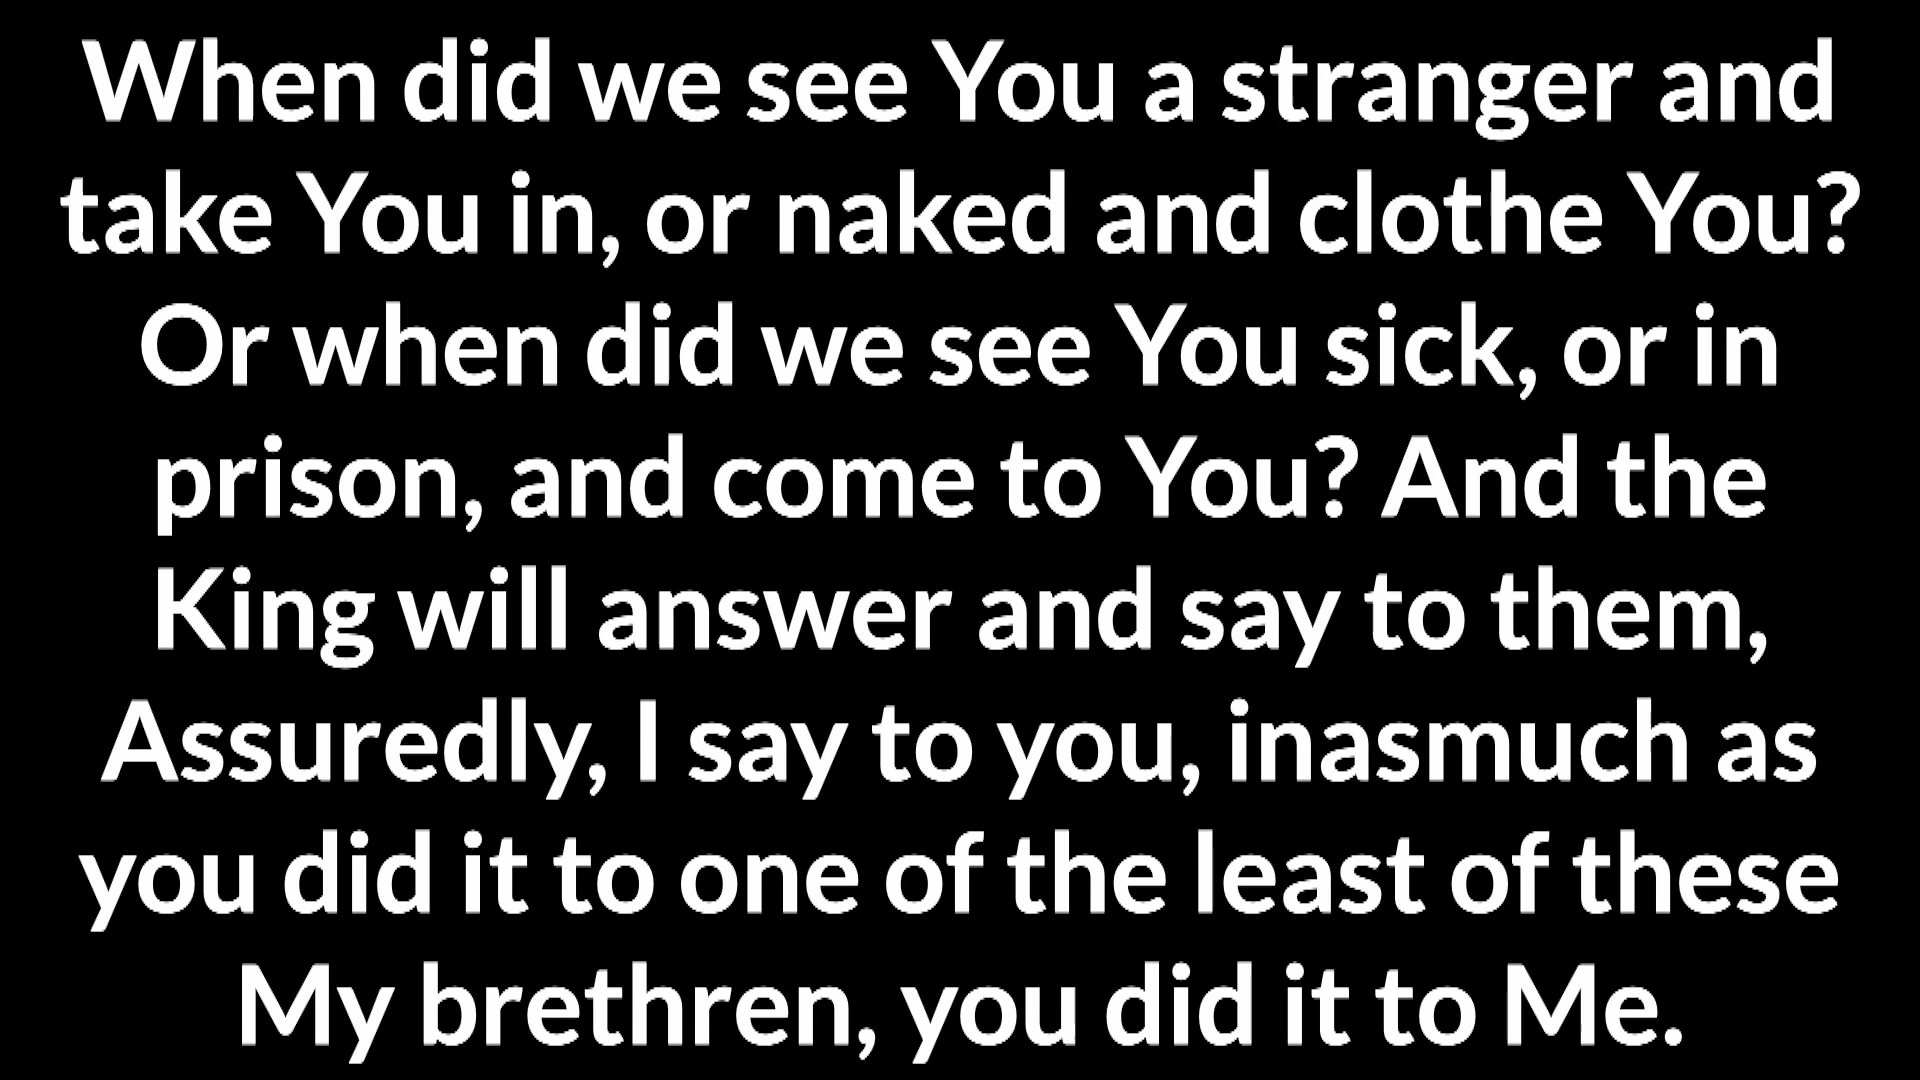 When did we see You a stranger and
take You in, or naked and clothe You?
Or when did we see You sick, or in
prison, and come to You? And the
King will answer and say to them,
Assuredly, I say to you, inasmuch as
you did it to one of the least of these
My brethren, you did it to Me.